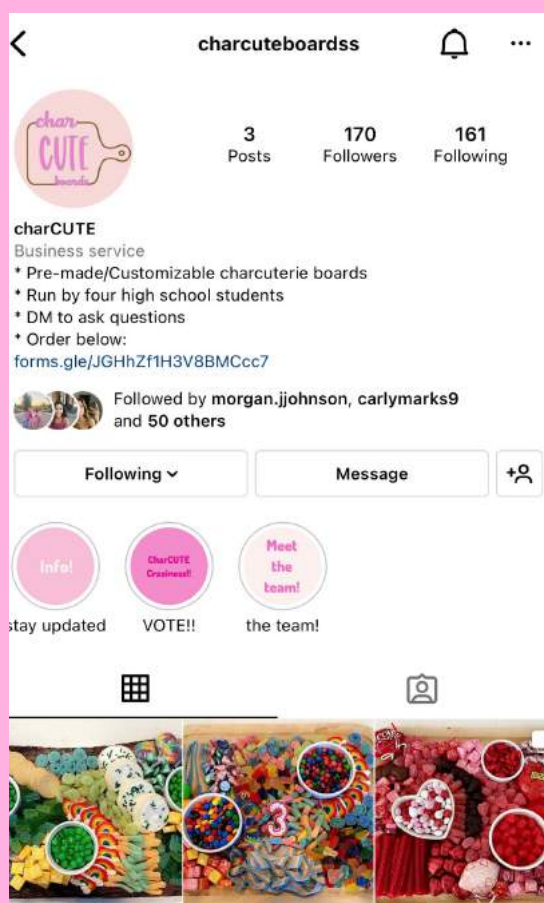 charcuteboardss
char
CUTE
boards
3
Posts
170
Followers
161
Following
charCUTE
Business service
* Pre-made/Customizable charcuterie boards
* Run by four high school students
* DM to ask questions
* Order below:
forms.gle/JGHhZf1H3V8BMCcc7
Followed by morgan.jjohnson, carlymarks9
and 50 others
Following
Message
Info!
CharCUTE
Craziness!!
Meet
the
team!
stay updated
VOTE!!
the team!
3